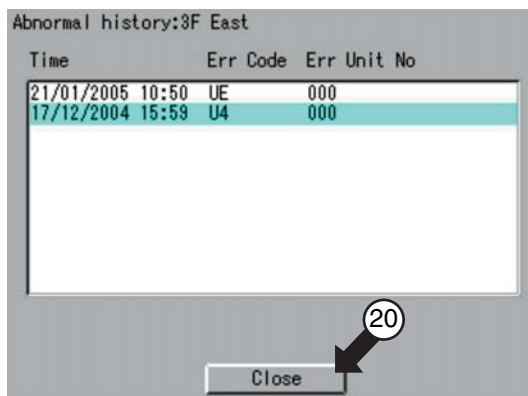 Abnormal history:3F East
Time Err Code Err Unit No
21/01/2005 10:50 UE 000
17/12/2004 15:59 U4 000
20
Close